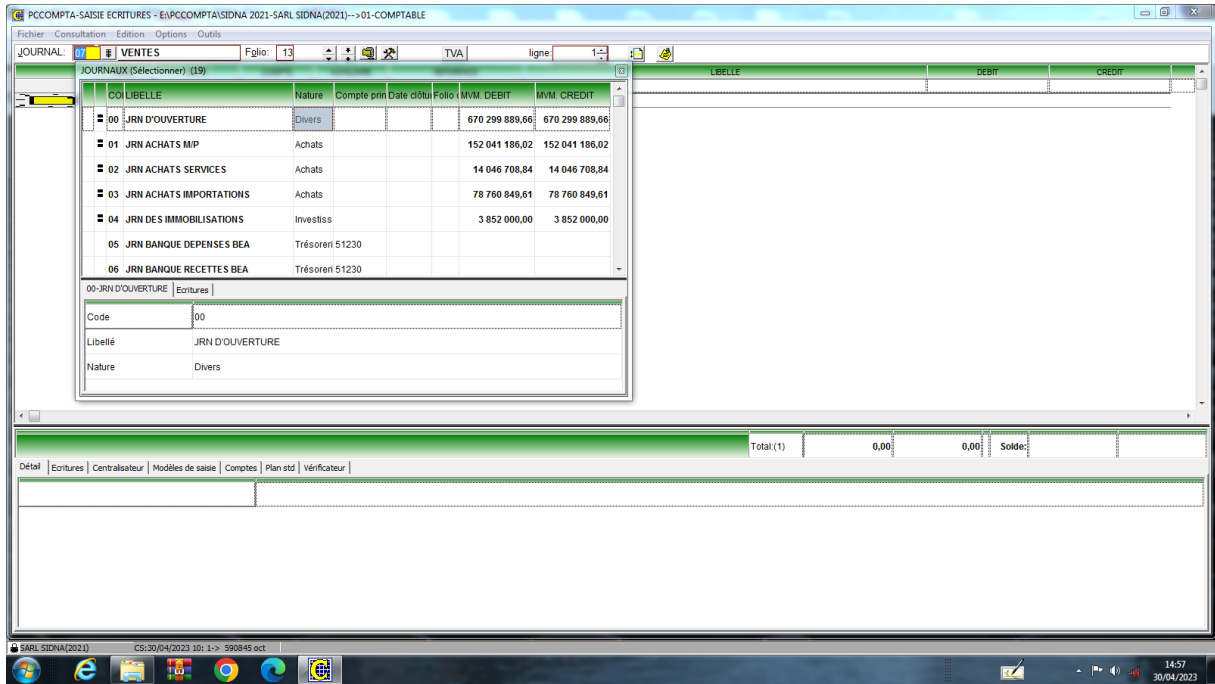 PCCOMPTA-SAISIE ECRITURES - E:\PCCOMPTA\SIDNA 2021-SARL SIDNA(2021)-->01-COMPTABLE
Fichier Consultation Edition Options Outils
JOURNAL: 07 VENTES Folio: 13 TVA ligne: 1
LIBELLE DEBIT CREDIT
JOURNAUX (Sélectionner) (19)
COI LIBELLE Nature Compte prin Date clôtu Folio MVM. DEBIT MVM. CREDIT
00 JRN D'OUVERTURE Divers 670 299 889,66 670 299 889,66
01 JRN ACHATS M/P Achats 152 041 186,02 152 041 186,02
02 JRN ACHATS SERVICES Achats 14 046 708,84 14 046 708,84
03 JRN ACHATS IMPORTATIONS Achats 78 760 849,61 78 760 849,61
04 JRN DES IMMOBILISATIONS Investiss 3 852 000,00 3 852 000,00
05 JRN BANQUE DEPENSES BEA Trésoreri 51230
06 JRN BANQUE RECETTES BEA Trésoreri 51230
00-JRN D'OUVERTURE Ecritures
Code 00
Libellé JRN D'OUVERTURE
Nature Divers
Total:(1) 0,00 0,00 Solde:
Détail Ecritures Centralisateur Modèles de saisie Comptes Plan std Vérificateur
SARL SIDNA(2021) CS:30/04/2023 10: 1-> 590845 oct
14:57
30/04/2023